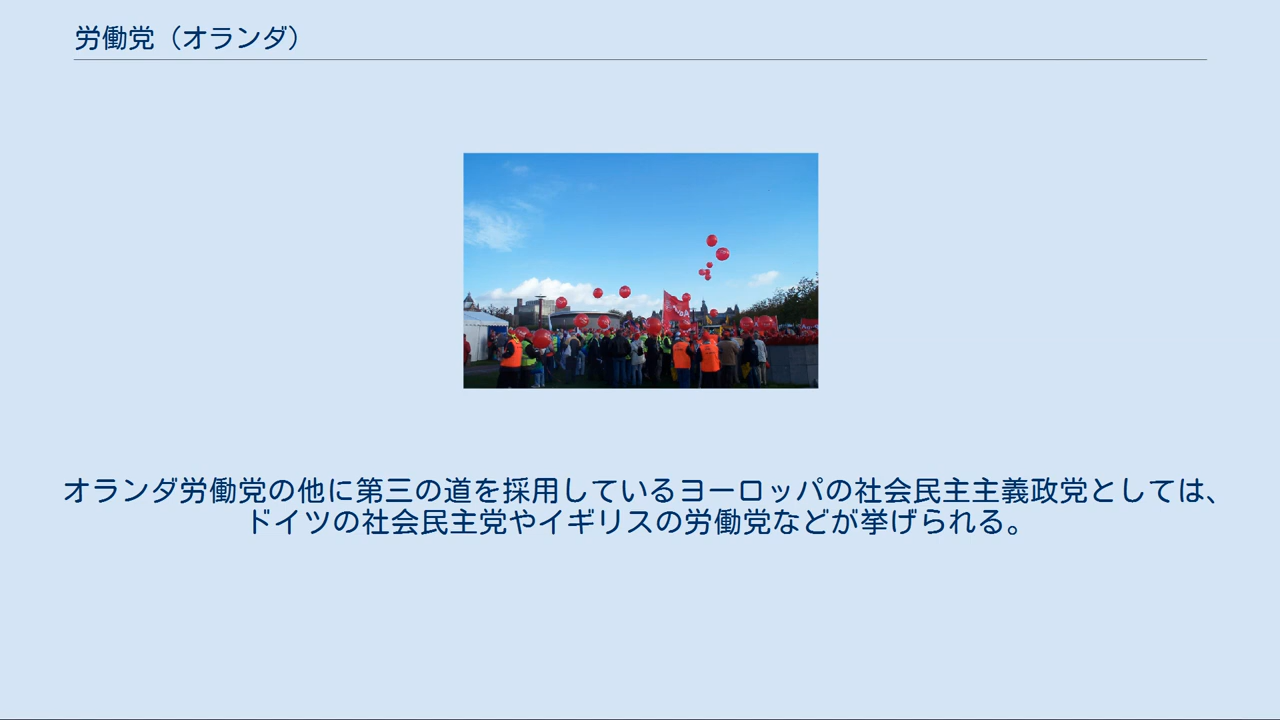 労働党（オランダ）
オランダ労働党の他に第三の道を採用しているヨーロッパの社会民主主義政党としては、
ドイツの社会民主党やイギリスの労働党などが挙げられる。